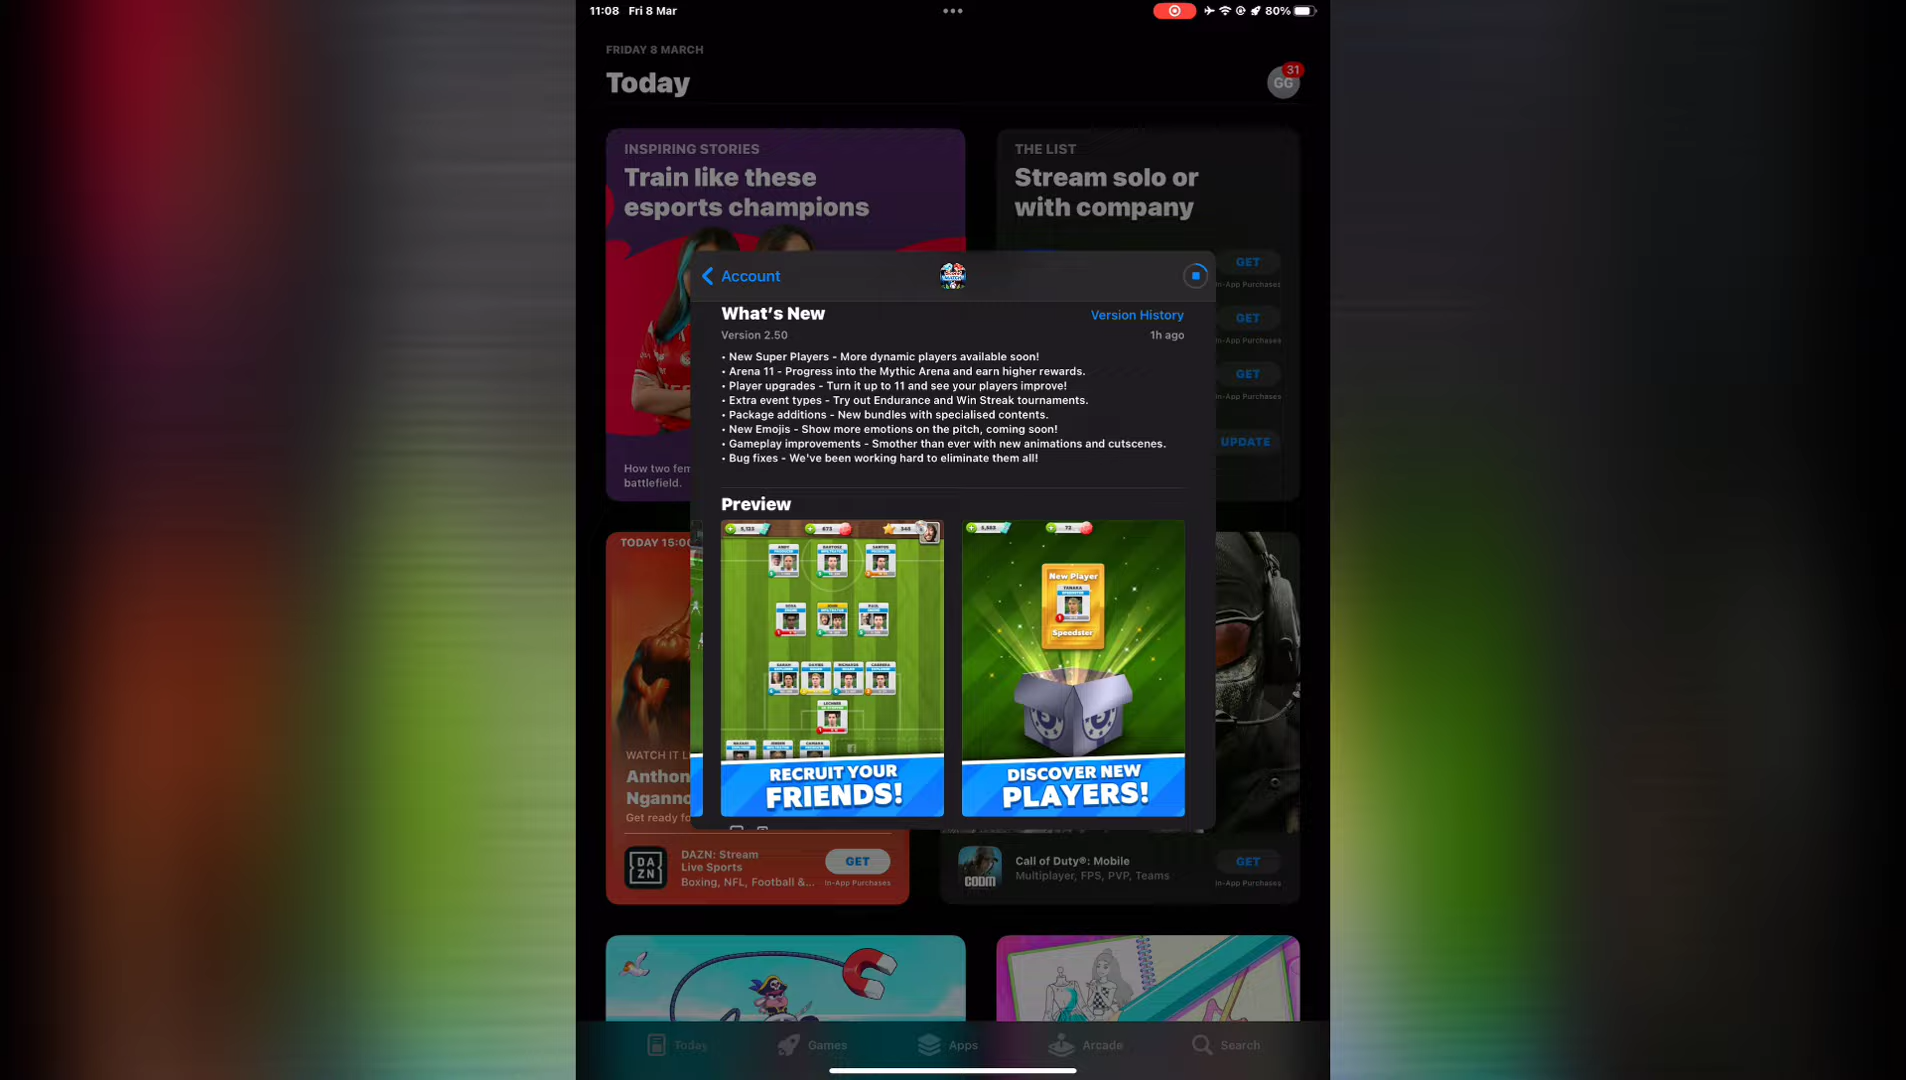 11:08 Fri 8 Mar
80%
FRIDAY 8 MARCH
Today
GG
31
INSPIRING STORIES
Train like these
esports champions
How two fem
battlefield.
THE LIST
Stream solo or
with company
GET
In-App Purchases
GET
In-App Purchases
GET
In-App Purchases
UPDATE
Account
What's New
Version History
Version 2.50
1h ago
• New Super Players - More dynamic players available soon!
• Arena 11 - Progress into the Mythic Arena and earn higher rewards.
• Player upgrades - Turn it up to 11 and see your players improve!
• Extra event types - Try out Endurance and Win Streak tournaments.
• Package additions - New bundles with specialised contents.
• New Emojis - Show more emotions on the pitch, coming soon!
• Gameplay improvements - Smother than ever with new animations and cutscenes.
• Bug fixes - We've been working hard to eliminate them all!
Preview
673
RECRUIT YOUR
FRIENDS!
72
New Player
TANAKA
Speedster
DISCOVER NEW
PLAYERS!
TODAY 15:00
WATCH IT L
Anthon
Nganno
Get ready fo
DAZN
DAZN: Stream
Live Sports
Boxing, NFL, Football &...
GET
In-App Purchases
CODM
Call of Duty®: Mobile
Multiplayer, FPS, PVP, Teams
GET
In-App Purchases
Today
Games
Apps
Arcade
Search